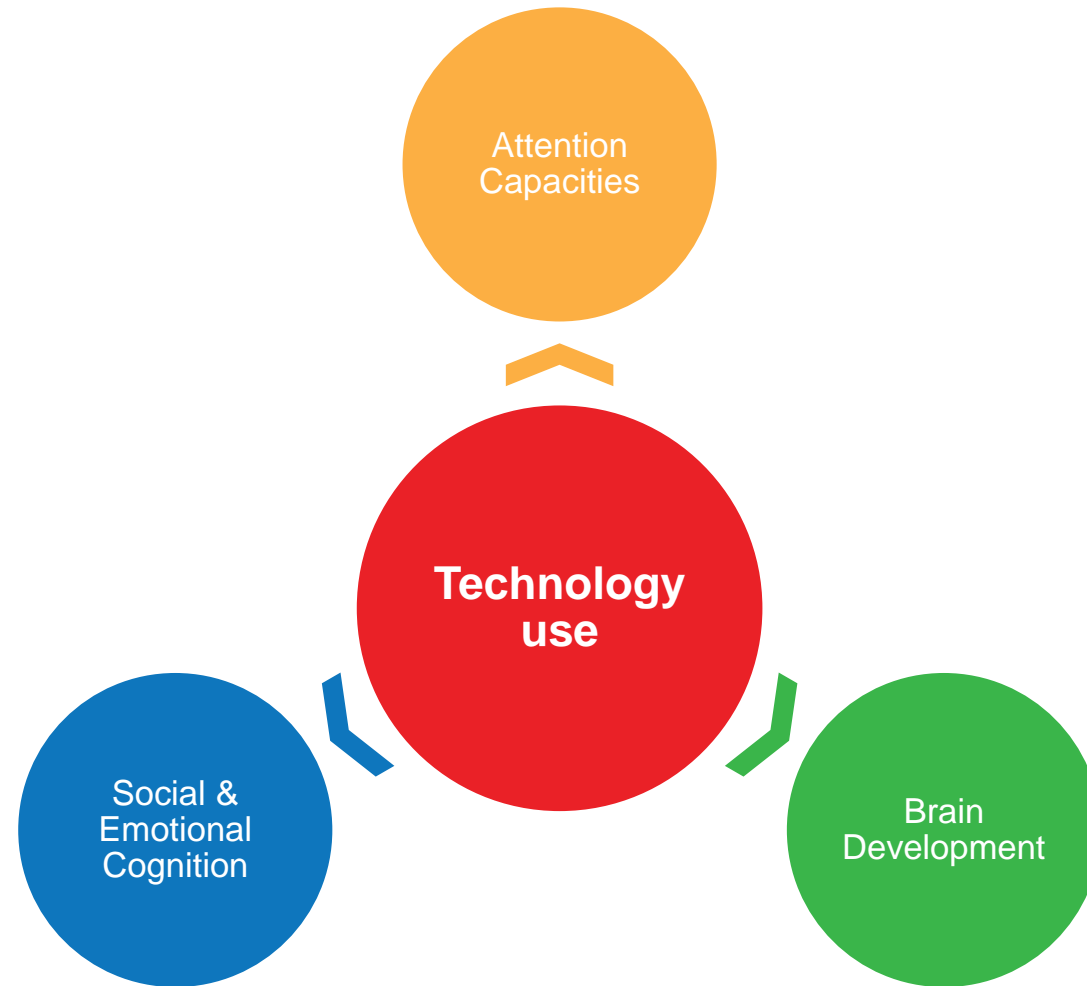 Attention
Capacities
Technology
use
Social &
Emotional
Cognition
Brain
Development